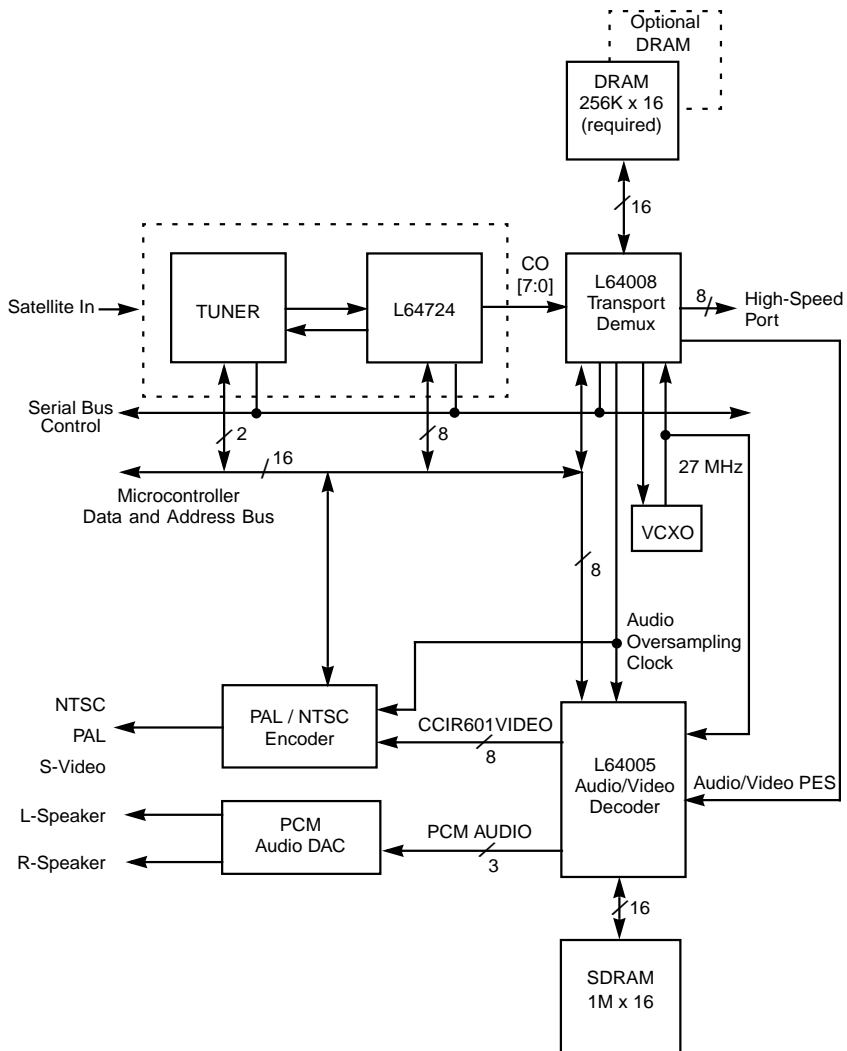 Optional
DRAM
DRAM
256K x 16
(required)
16
CO
[7:0]
Satellite In
TUNER
L64724
L64008
Transport
Demux
8
High-Speed
Port
Serial Bus
Control
2
8
16
27 MHz
Microcontroller
Data and Address Bus
VCXO
8
Audio
Oversampling
Clock
NTSC
PAL
S-Video
PAL / NTSC
Encoder
CCIR601VIDEO
8
L64005
Audio/Video
Decoder
Audio/Video PES
L-Speaker
R-Speaker
PCM
Audio DAC
PCM AUDIO
3
16
SDRAM
1M x 16